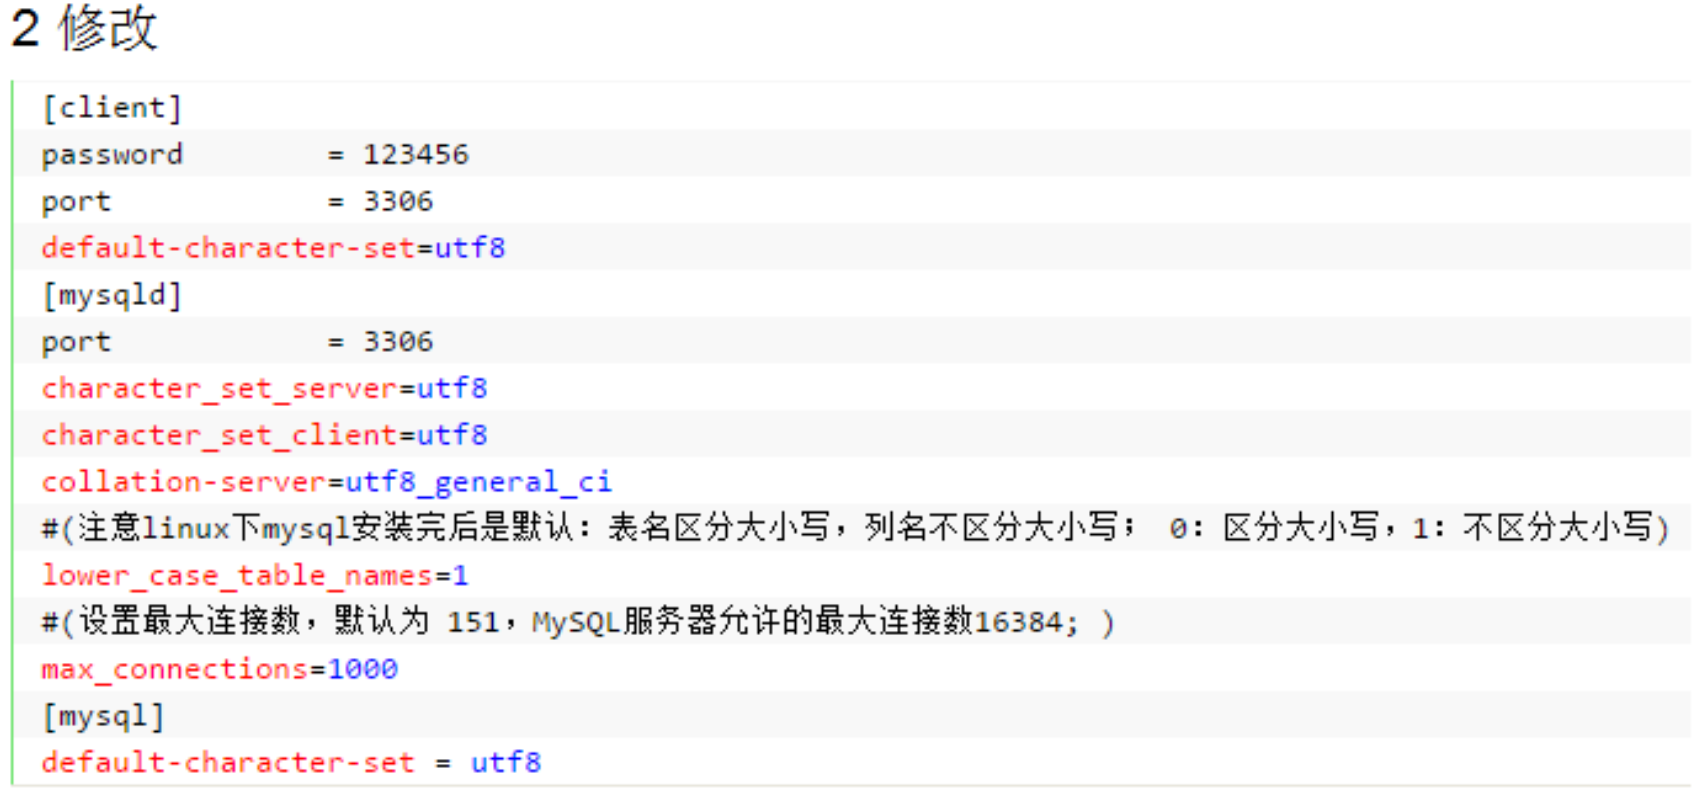 2 修改
[client]
password         = 123456
port             = 3306
default-character-set=utf8
[mysqld]
port             = 3306
character_set_server=utf8
character_set_client=utf8
collation-server=utf8_general_ci
#(注意linux下mysql安装完后是默认：表名区分大小写，列名不区分大小写； 0：区分大小写，1：不区分大小写)
lower_case_table_names=1
#(设置最大连接数，默认为 151，MySQL服务器允许的最大连接数16384; )
max_connections=1000
[mysql]
default-character-set = utf8